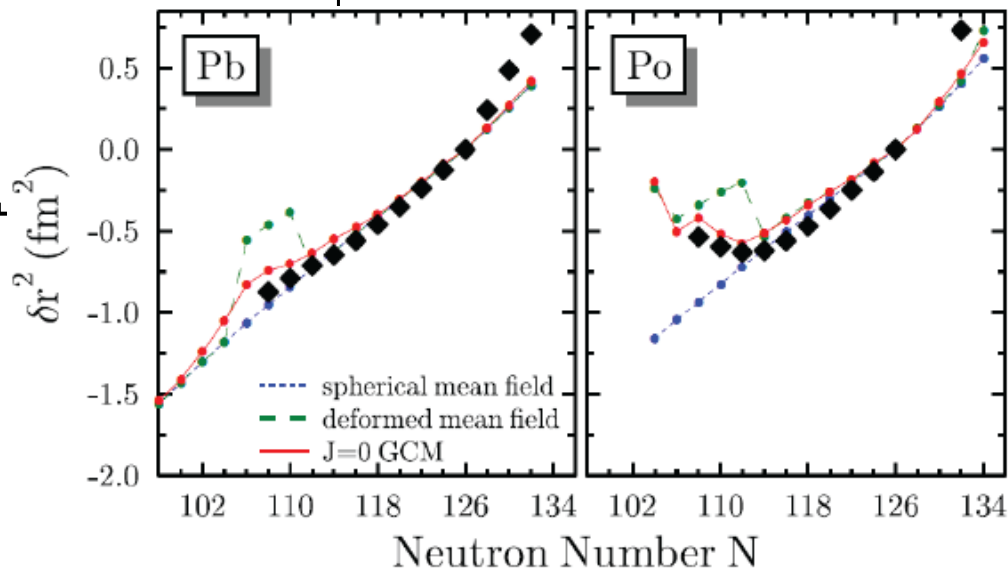 Pb
Po
0.5
0.0
-0.5
-1.0
-1.5
-2.0
δr² (fm²)
spherical mean field
deformed mean field
J=0 GCM
102 110 118 126 134
102 110 118 126 134
Neutron Number N